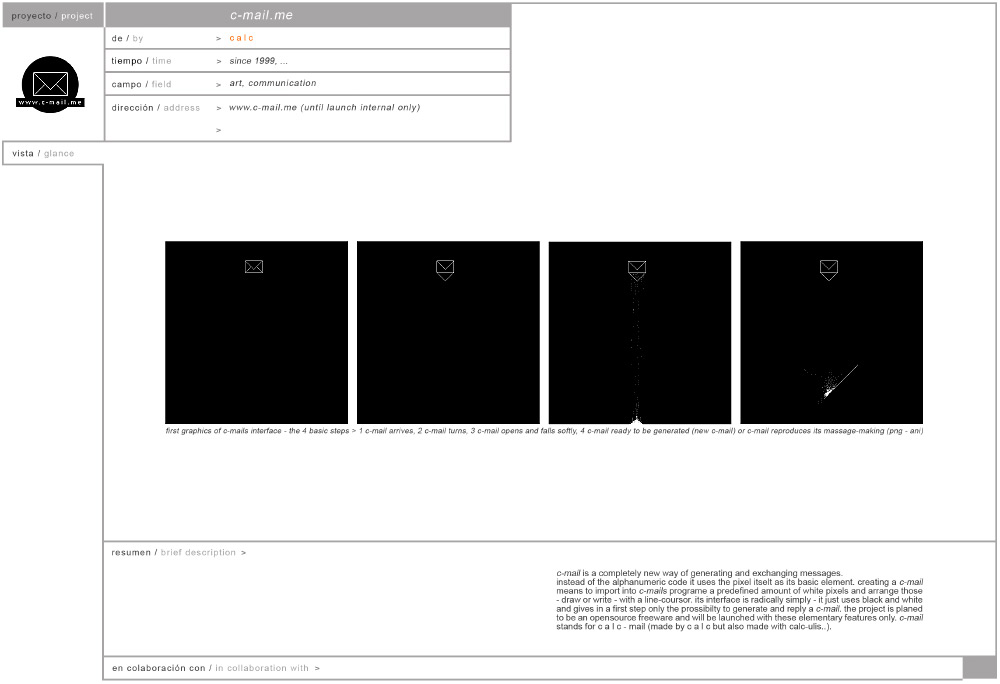 proyecto / project
c-mail.me
www.c-mail.me
de / by > calc
tiempo / time > since 1999, ...
campo / field > art, communication
dirección / address > www.c-mail.me (until launch internal only)
>
vista / glance
first graphics of c-mails interface - the 4 basic steps > 1 c-mail arrives, 2 c-mail turns, 3 c-mail opens and falls softly, 4 c-mail ready to be generated (new c-mail) or c-mail reproduces its massage-making (png - ani)
resumen / brief description >
c-mail is a completely new way of generating and exchanging messages.
instead of the alphanumeric code it uses the pixel itselt as its basic element. creating a c-mail
means to import into c-mails programe a predefined amount of white pixels and arrange those
- draw or write - with a line-coursor. its interface is radically simply - it just uses black and white
and gives in a first step only the prossibilty to generate and reply a c-mail. the project is planed
to be an opensource freeware and will be launched with these elementary features only. c-mail
stands for c a l c - mail (made by c a l c but also made with calc-ulis..).
en colaboración con / in collaboration with >